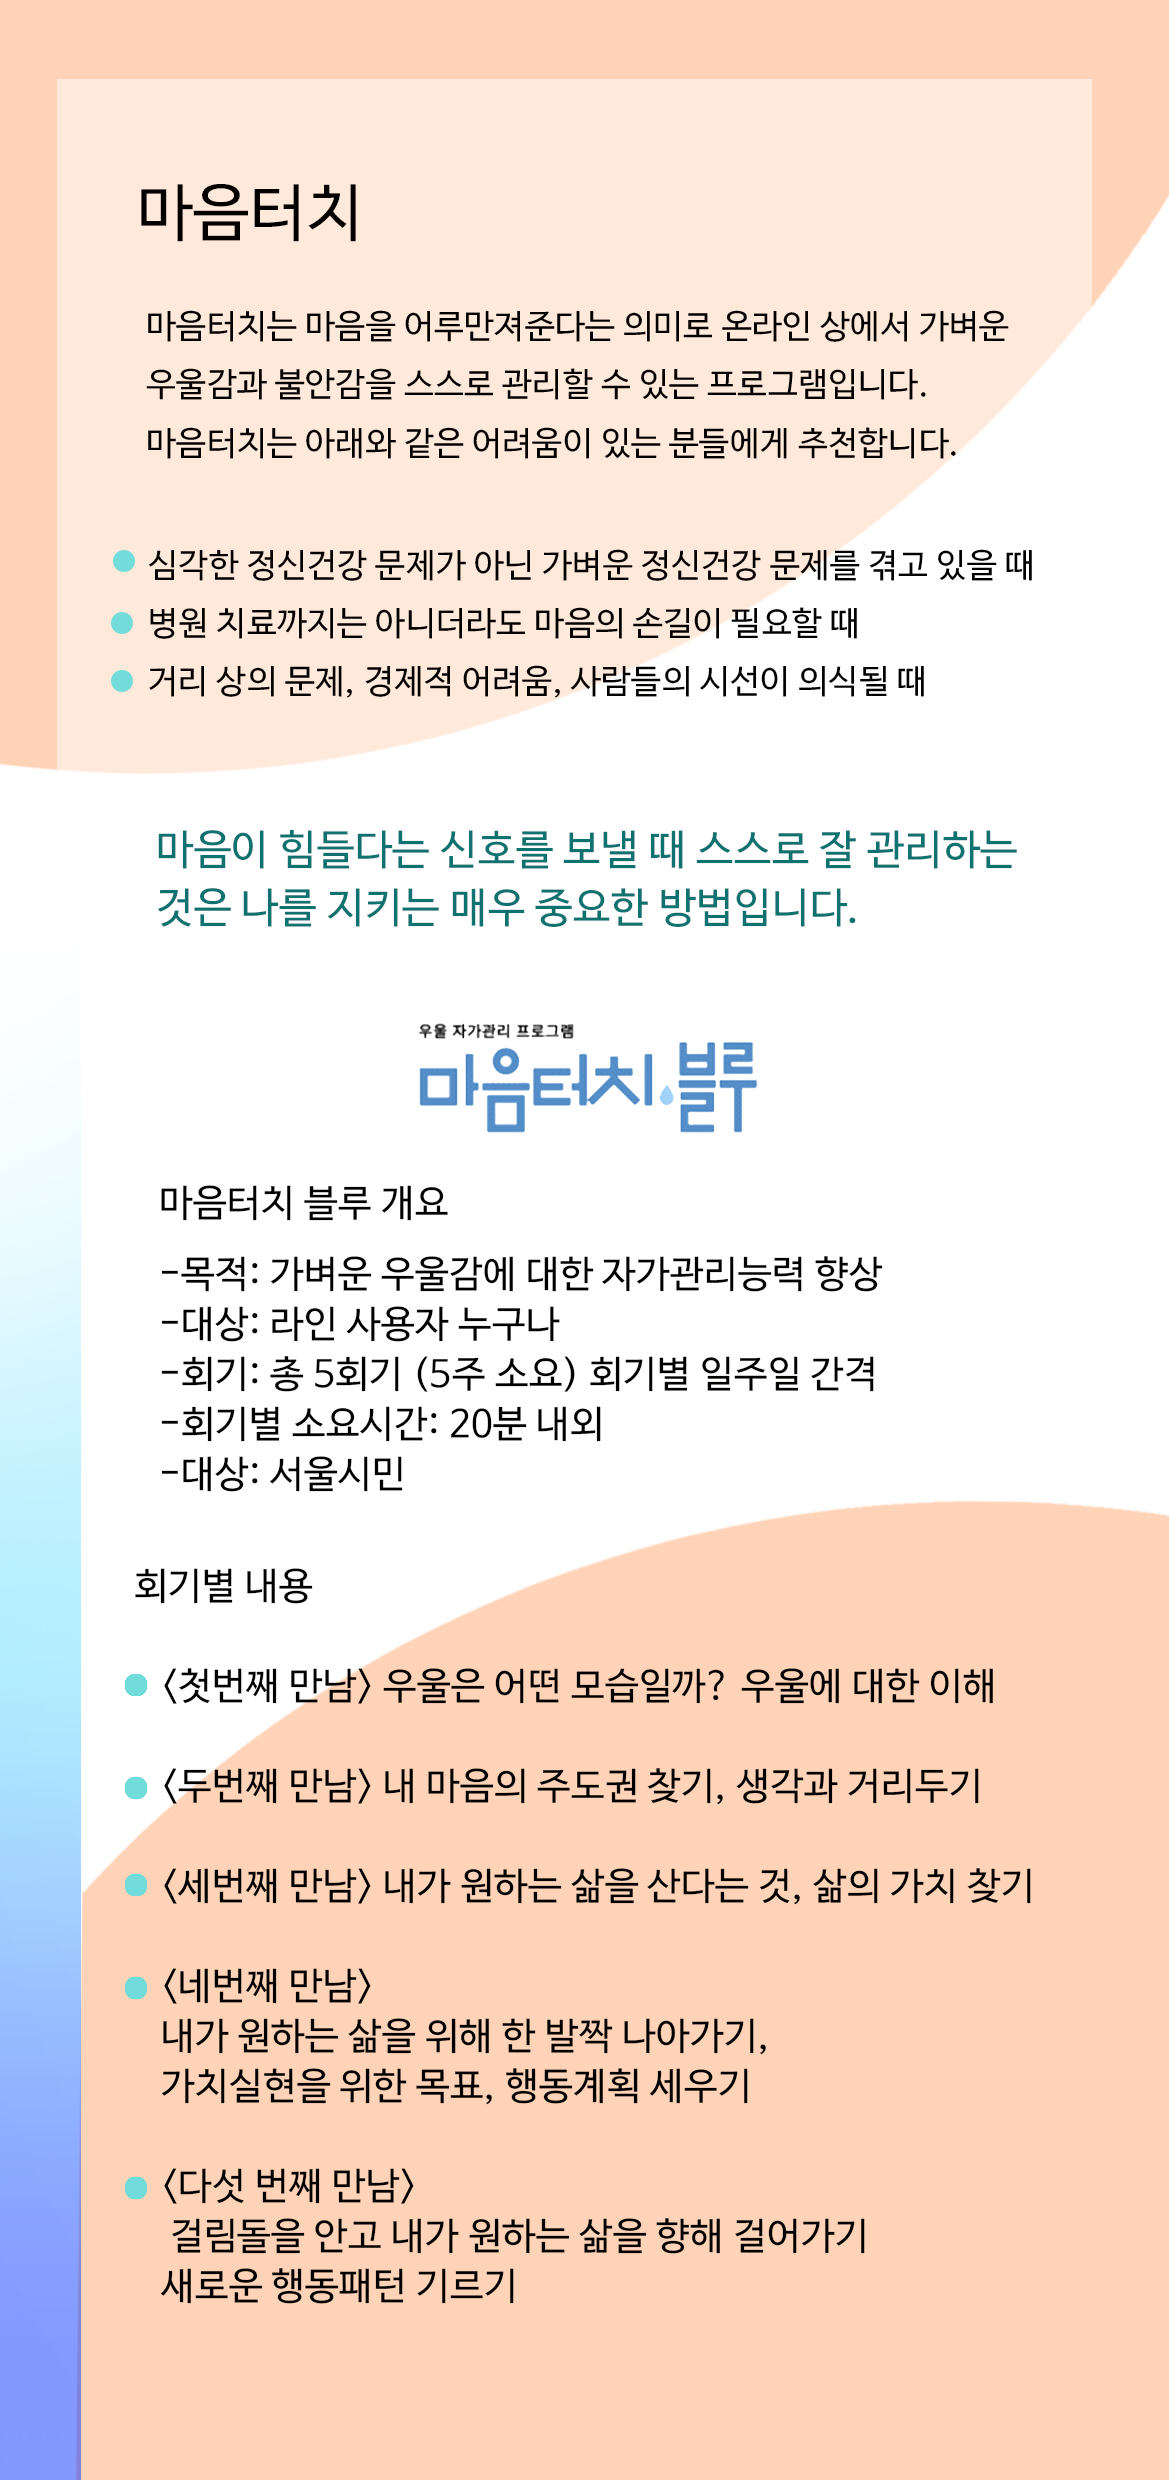 마음터치
마음터치는 마음을 어루만져준다는 의미로 온라인 상에서 가벼운
우울감과 불안감을 스스로 관리할 수 있는 프로그램입니다.
마음터치는 아래와 같은 어려움이 있는 분들에게 추천합니다.
심각한 정신건강 문제가 아닌 가벼운 정신건강 문제를 겪고 있을 때
병원 치료까지는 아니더라도 마음의 손길이 필요할 때
거리 상의 문제, 경제적 어려움, 사람들의 시선이 의식될 때
마음이 힘들다는 신호를 보낼 때 스스로 잘 관리하는
것은 나를 지키는 매우 중요한 방법입니다.
우울 자가관리 프로그램
마음터치 블루
마음터치 블루 개요
-목적: 가벼운 우울감에 대한 자가관리능력 향상
-대상: 라인 사용자 누구나
-회기: 총 5회기 (5주 소요) 회기별 일주일 간격
-회기별 소요시간: 20분 내외
-대상: 서울시민
회기별 내용
〈첫번째 만남〉 우울은 어떤 모습일까? 우울에 대한 이해
〈두번째 만남〉 내 마음의 주도권 찾기, 생각과 거리두기
〈세번째 만남〉 내가 원하는 삶을 산다는 것, 삶의 가치 찾기
〈네번째 만남〉
내가 원하는 삶을 위해 한 발짝 나아가기,
가치실현을 위한 목표, 행동계획 세우기
〈다섯 번째 만남〉
걸림돌을 안고 내가 원하는 삶을 향해 걸어가기
새로운 행동패턴 기르기